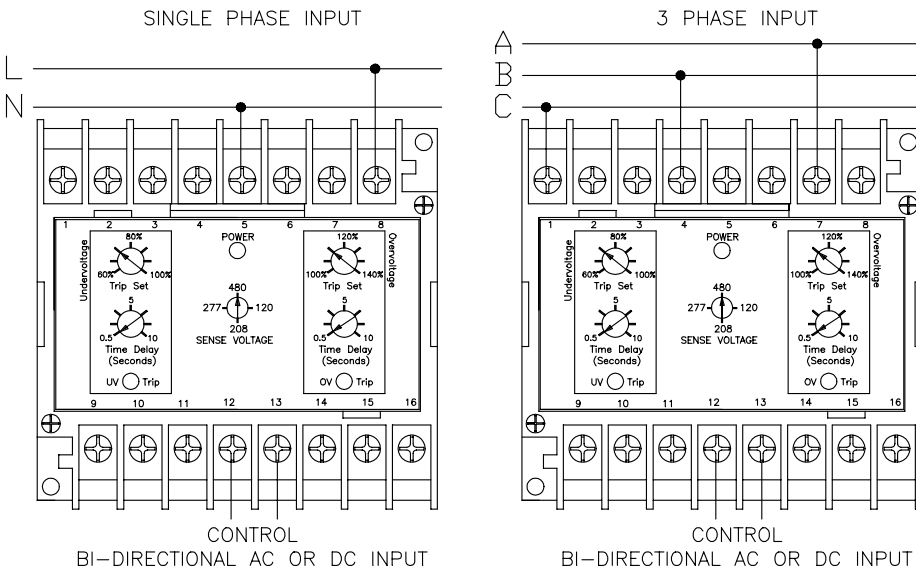 SINGLE PHASE INPUT
L
N
1 2 3 4 5 6 7 8
Undervoltage
80%
60% 100%
Trip Set
5
0.5 10
Time Delay
(Seconds)
UV Trip
POWER
480
277 120
208
SENSE VOLTAGE
120%
100% 140%
Trip Set
Overvoltage
5
0.5 10
Time Delay
(Seconds)
OV Trip
9 10 11 12 13 14 15 16
CONTROL
BI-DIRECTIONAL AC OR DC INPUT
3 PHASE INPUT
A
B
C
1 2 3 4 5 6 7 8
Undervoltage
80%
60% 100%
Trip Set
5
0.5 10
Time Delay
(Seconds)
UV Trip
POWER
480
277 120
208
SENSE VOLTAGE
120%
100% 140%
Trip Set
Overvoltage
5
0.5 10
Time Delay
(Seconds)
OV Trip
9 10 11 12 13 14 15 16
CONTROL
BI-DIRECTIONAL AC OR DC INPUT